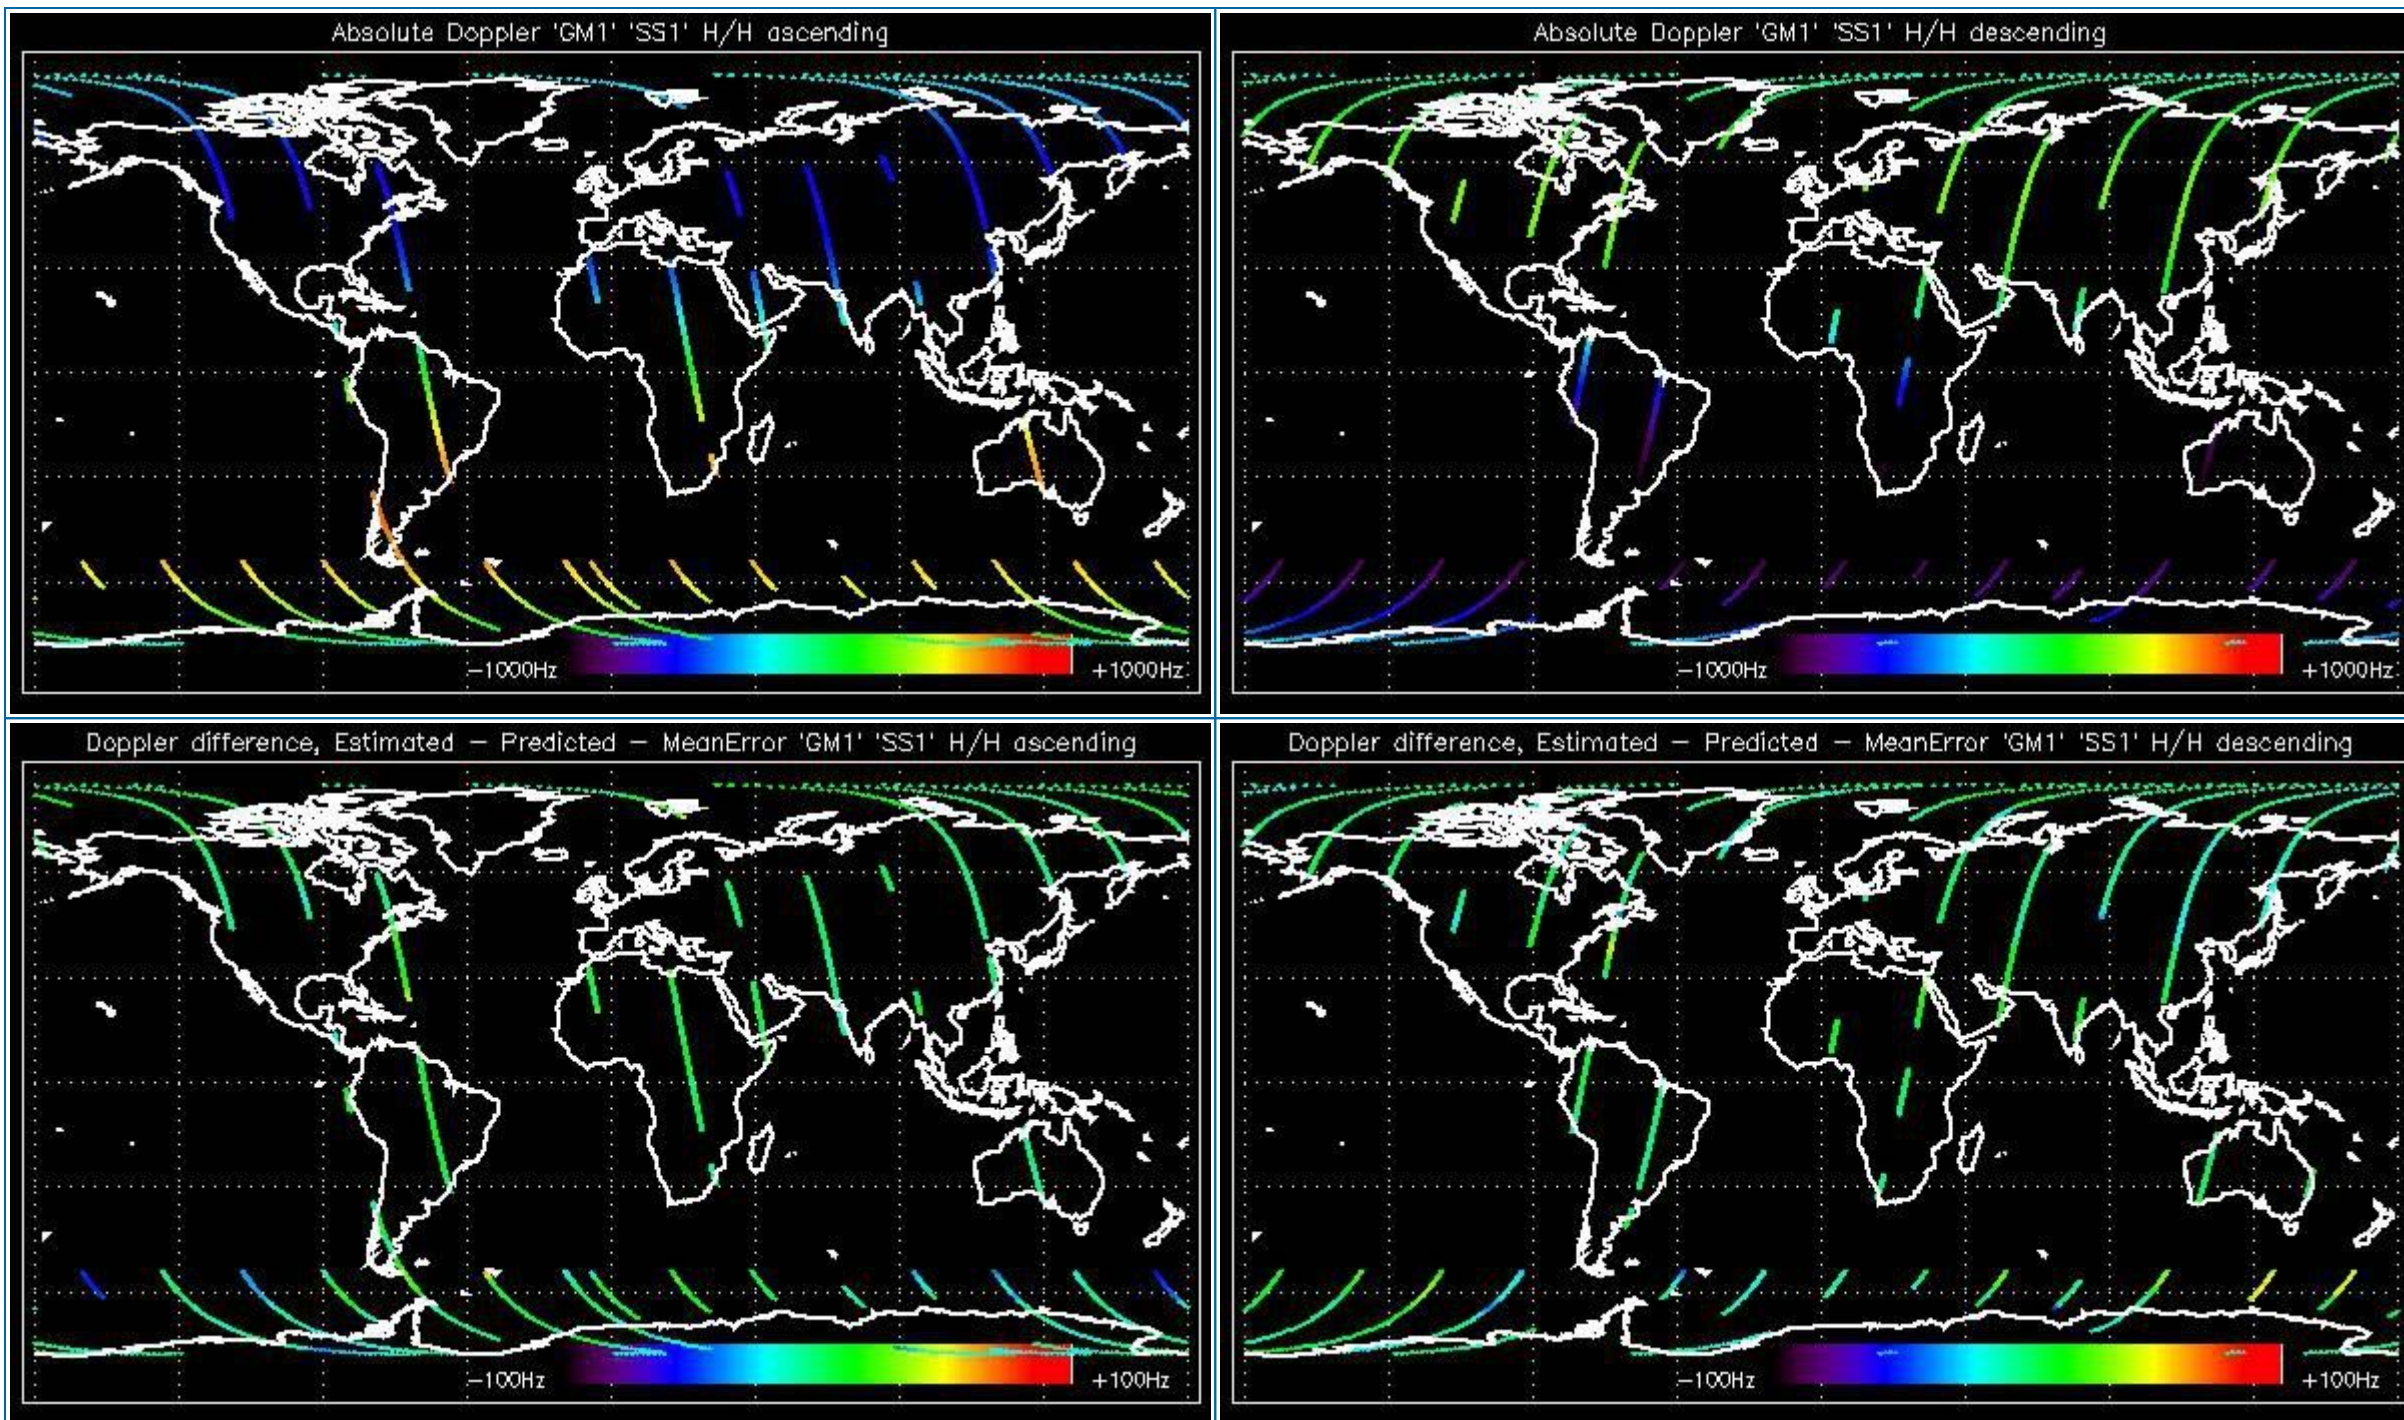 Absolute Doppler 'GM1' 'SS1' H/H ascending
-1000Hz
+1000Hz
Absolute Doppler 'GM1' 'SS1' H/H descending
-1000Hz
+1000Hz
Doppler difference, Estimated - Predicted - MeanError 'GM1' 'SS1' H/H ascending
-100Hz
+100Hz
Doppler difference, Estimated - Predicted - MeanError 'GM1' 'SS1' H/H descending
-100Hz
+100Hz